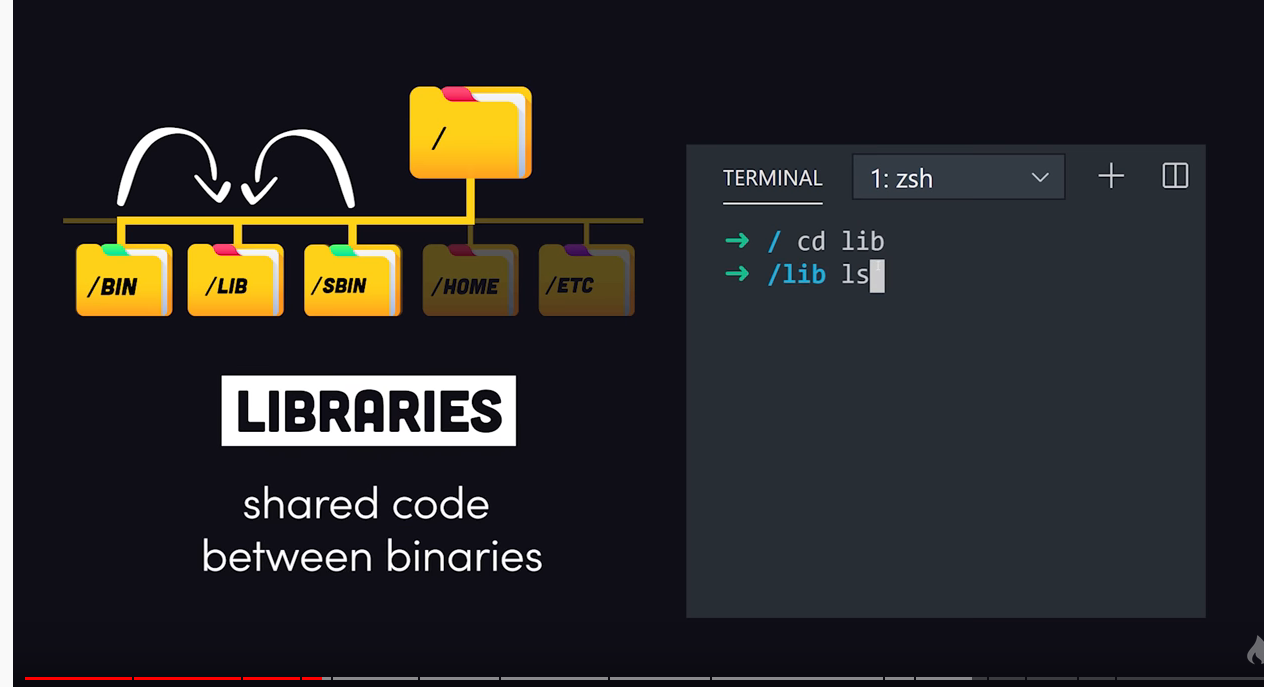 /
/BIN
/LIB
/SBIN
/HOME
/ETC
LIBRARIES
shared code
between binaries
TERMINAL
1: zsh
➜ / cd lib
➜ /lib ls